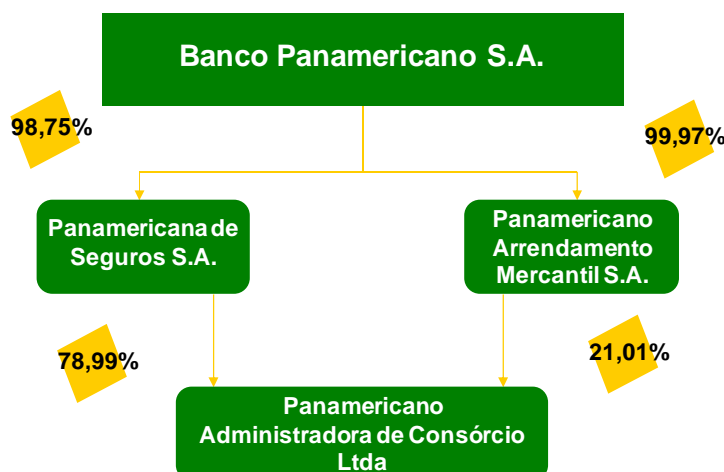 Banco Panamericano S.A.
98,75%
99,97%
Panamericana de
Seguros S.A.
Panamericano
Arrendamento
Mercantil S.A.
78,99%
21,01%
Panamericano
Administradora de Consórcio
Ltda